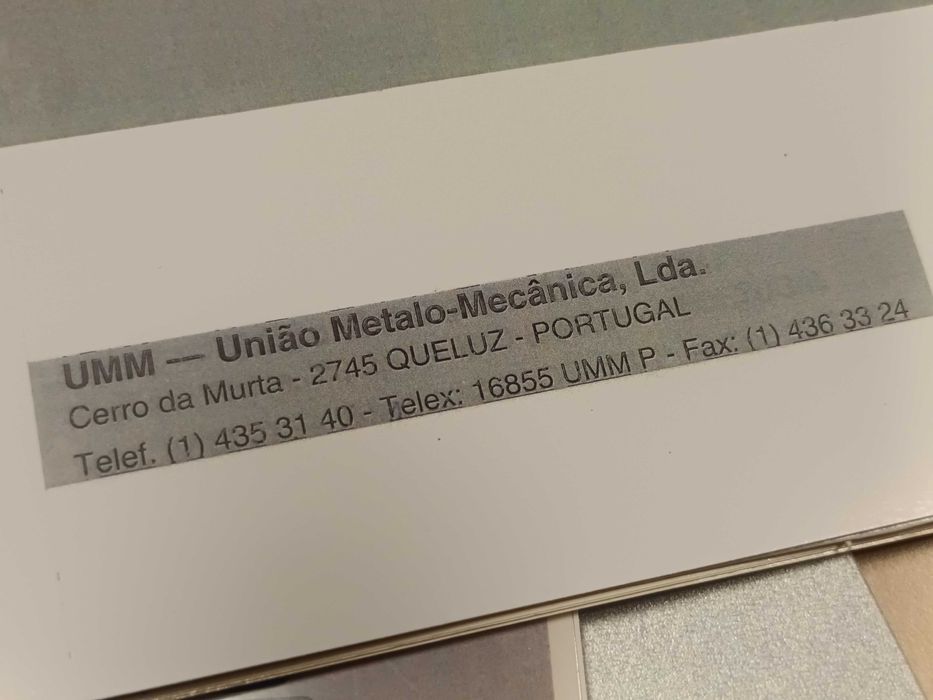 UMM — União Metalo-Mecânica, Lda.
Cerro da Murta - 2745 QUELUZ - PORTUGAL
Telef. (1) 435 31 40 - Telex: 16855 UMM P - Fax: (1) 436 33 24